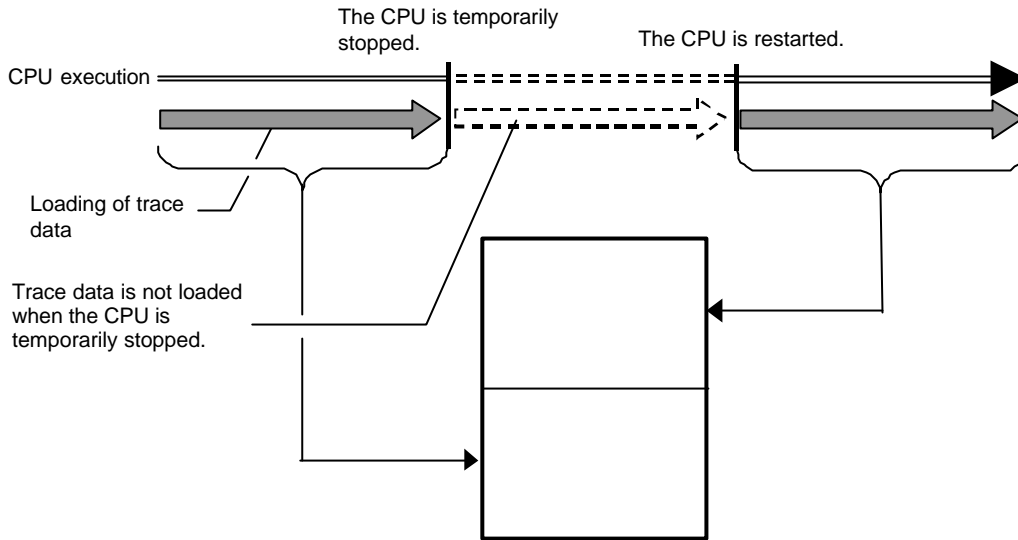 The CPU is temporarily
stopped.
The CPU is restarted.
CPU execution
Loading of trace
data
Trace data is not loaded
when the CPU is
temporarily stopped.